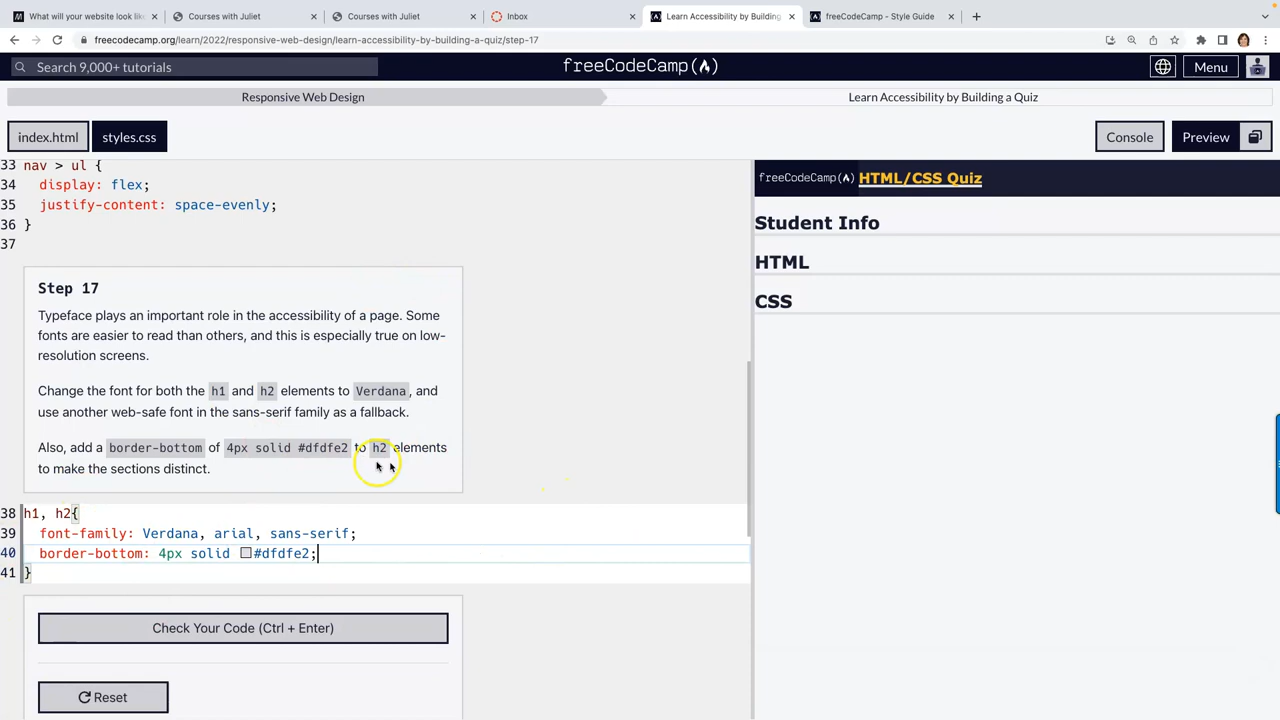 What will your website look like
Courses with Juliet
Courses with Juliet
Inbox
Learn Accessibility by Building
freeCodeCamp - Style Guide
freecodecamp.org/learn/2022/responsive-web-design/learn-accessibility-by-building-a-quiz/step-17
Search 9,000+ tutorials
freeCodeCamp
Menu
Responsive Web Design
Learn Accessibility by Building a Quiz
index.html
styles.css
Console
Preview
33 nav > ul {
34 display: flex;
35 justify-content: space-evenly;
36 }
37
Step 17
Typeface plays an important role in the accessibility of a page. Some
fonts are easier to read than others, and this is especially true on low-
resolution screens.
Change the font for both the h1 and h2 elements to Verdana, and
use another web-safe font in the sans-serif family as a fallback.
Also, add a border-bottom of 4px solid #dfdfe2 to h2 elements
to make the sections distinct.
38 h1, h2{
39 font-family: Verdana, arial, sans-serif;
40 border-bottom: 4px solid #dfdfe2;
41 }
Check Your Code (Ctrl + Enter)
Reset
freeCodeCamp HTML/CSS Quiz
Student Info
HTML
CSS